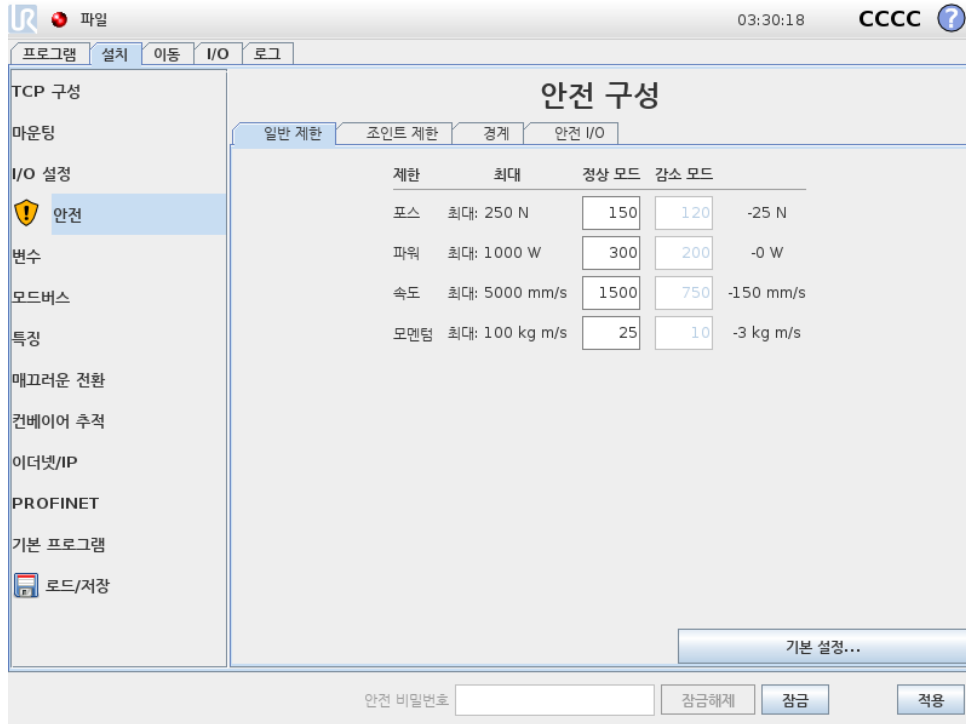 UR 파일 03:30:18 CCCC ?
프로그램 설치 이동 I/O 로그
TCP 구성
마운팅
I/O 설정
안전
변수
모드버스
특징
매끄러운 전환
컨베이어 추적
이더넷/IP
PROFINET
기본 프로그램
로드/저장
안전 구성
일반 제한 조인트 제한 경계 안전 I/O
제한 최대 정상 모드 감소 모드
포스 최대: 250 N 150 120 -25 N
파워 최대: 1000 W 300 200 -0 W
속도 최대: 5000 mm/s 1500 750 -150 mm/s
모멘텀 최대: 100 kg m/s 25 10 -3 kg m/s
기본 설정...
안전 비밀번호 잠금해제 잠금 적용